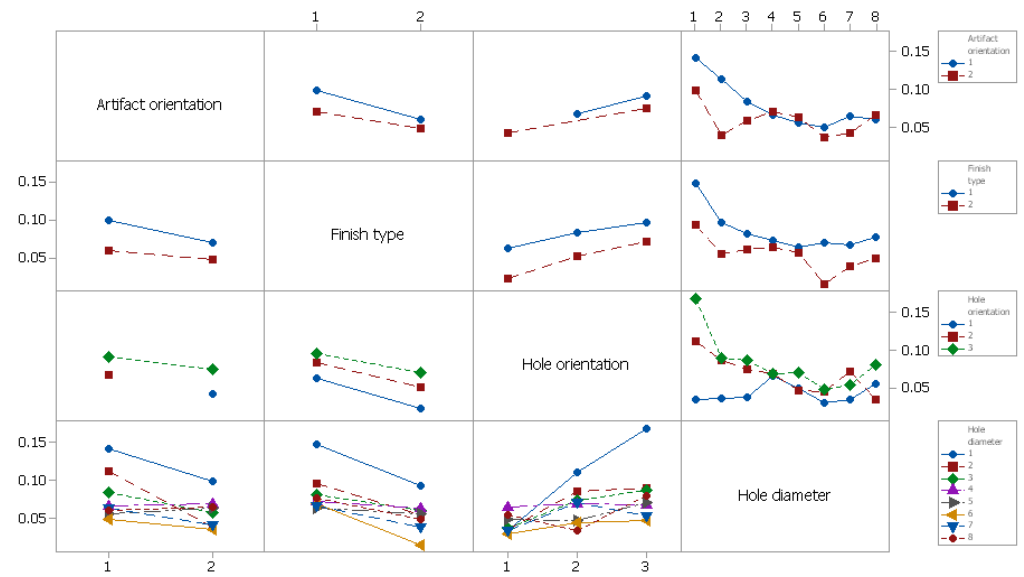 1 2 1 2 3 4 5 6 7 8
Artifact orientation
0.15
0.10
0.05
Artifact
orientation
1
2
0.15
0.10
0.05
Finish type
Finish
type
1
2
Hole orientation
0.15
0.10
0.05
Hole
orientation
1
2
3
0.15
0.10
0.05
Hole diameter
Hole
diameter
1
2
3
4
5
6
7
8
1 2 1 2 3